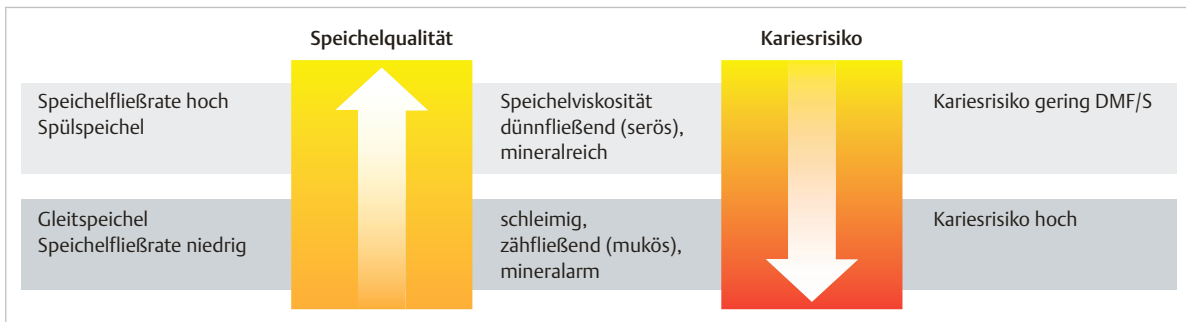 Speichelqualität
Kariesrisiko
Speichelfließrate hoch
Spülspeichel
Speichelviskosität
dünnfließend (serös),
mineralreich
Kariesrisiko gering DMF/S
Gleitspeichel
Speichelfließrate niedrig
schleimig,
zähfließend (mukös),
mineralarm
Kariesrisiko hoch